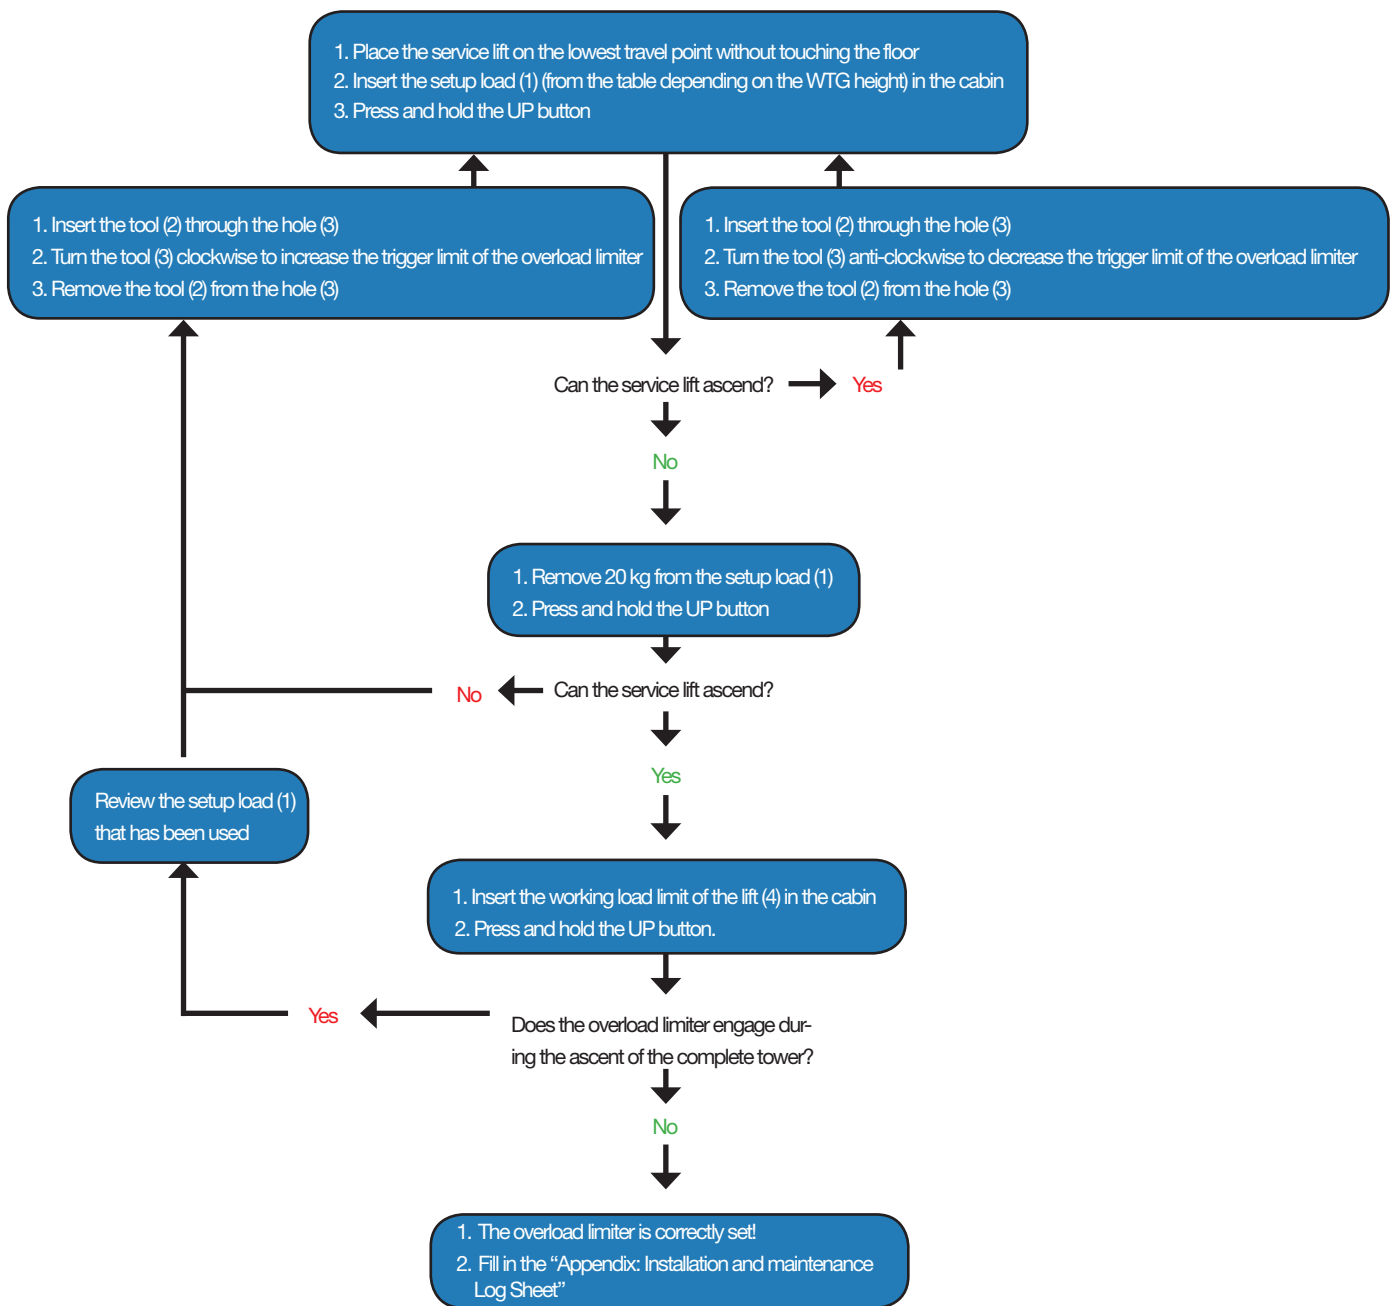 1. Place the service lift on the lowest travel point without touching the floor
2. Insert the setup load (1) (from the table depending on the WTG height) in the cabin
3. Press and hold the UP button
1. Insert the tool (2) through the hole (3)
2. Turn the tool (3) clockwise to increase the trigger limit of the overload limiter
3. Remove the tool (2) from the hole (3)
1. Insert the tool (2) through the hole (3)
2. Turn the tool (3) anti-clockwise to decrease the trigger limit of the overload limiter
3. Remove the tool (2) from the hole (3)
Can the service lift ascend?
Yes
No
1. Remove 20 kg from the setup load (1)
2. Press and hold the UP button
Can the service lift ascend?
No
Yes
Review the setup load (1)
that has been used
1. Insert the working load limit of the lift (4) in the cabin
2. Press and hold the UP button.
Does the overload limiter engage dur-
ing the ascent of the complete tower?
Yes
No
1. The overload limiter is correctly set!
2. Fill in the “Appendix: Installation and maintenance
Log Sheet”